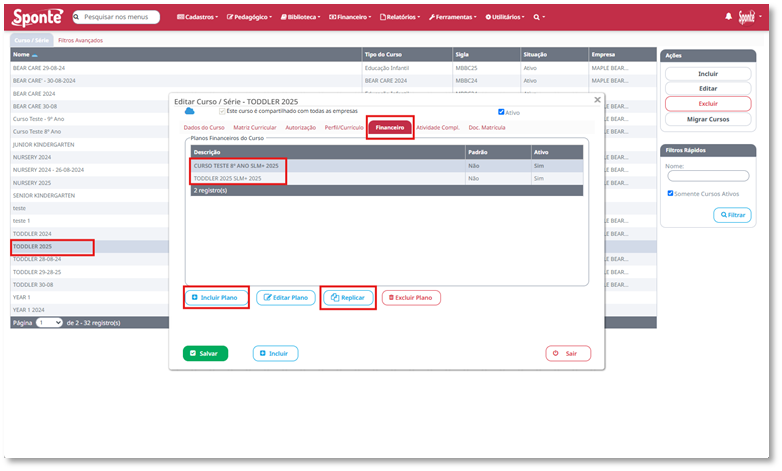 Sponte Pesquisar nos menus Cadastros Pedagógico Biblioteca Financeiro Relatórios Ferramentas Utilitários Sponte
Curso / Série Filtros Avançados
Nome Tipo do Curso Sigla Situação Empresa
BEAR CARE 29-08-24 Educação Infantil MBBC25 Ativo MAPLE BEAR...
BEAR CARE' - 30-08-2024 BEAR CARE 2024 MBBC24 Ativo MAPLE BEAR...
BEAR CARE 2024
BEAR CARE 30-08
Curso Teste - 9º Ano
Curso Teste 8º Ano
JUNIOR KINDERGARTEN
NURSERY 2024
NURSERY 2024 - 26-08-2024
NURSERY 2025
SENIOR KINDERGARTEN
teste
teste 1
TODDLER 2024
TODDLER 2025
TODDLER 28-08-24
TODDLER 29-28-25
TODDLER 30-08
YEAR 1
YEAR 1 2024
Página 1 de 2 - 32 registro(s)
Editar Curso / Série - TODDLER 2025
Este curso é compartilhado com todas as empresas Ativo
Dados do Curso Matriz Curricular Autorização Perfil/Currículo Financeiro Atividade Compl. Doc. Matrícula
Planos Financeiros do Curso
Descrição Padrão Ativo
CURSO TESTE 8º ANO SLM+ 2025 Não Sim
TODDLER 2025 SLM+ 2025 Não Sim
2 registro(s)
Incluir Plano Editar Plano Replicar Excluir Plano
Salvar Incluir Sair
Ações
Incluir
Editar
Excluir
Migrar Cursos
Filtros Rápidos
Nome:
Somente Cursos Ativos
Filtrar